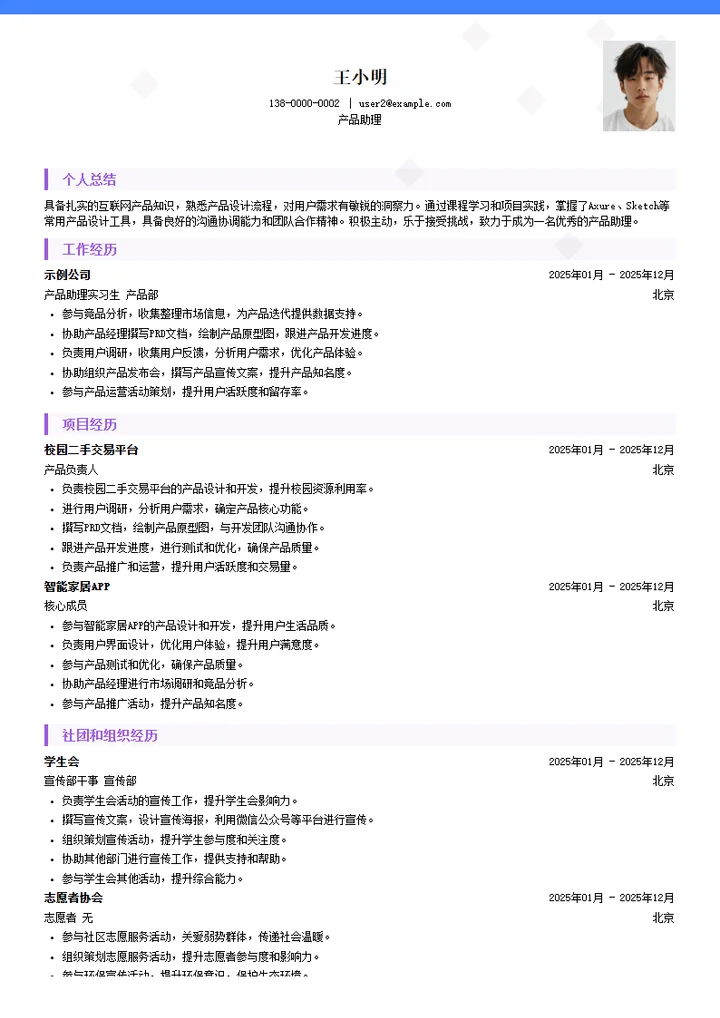 王小明
138-0000-0002 | user2@example.com
产品助理
个人总结
具备扎实的互联网产品知识，熟悉产品设计流程，对用户需求有敏锐的洞察力。通过课程学习和项目实践，掌握了Axure、Sketch等
常用产品设计工具，具备良好的沟通协调能力和团队合作精神。积极主动，乐于接受挑战，致力于成为一名优秀的产品助理。
工作经历
示例公司 2025年01月 - 2025年12月
产品助理实习生 产品部 北京
• 参与竞品分析，收集整理市场信息，为产品迭代提供数据支持。
• 协助产品经理撰写PRD文档，绘制产品原型图，跟进产品开发进度。
• 负责用户调研，收集用户反馈，分析用户需求，优化产品体验。
• 协助组织产品发布会，撰写产品宣传文案，提升产品知名度。
• 参与产品运营活动策划，提升用户活跃度和留存率。
项目经历
校园二手交易平台 2025年01月 - 2025年12月
产品负责人 北京
• 负责校园二手交易平台的产品设计和开发，提升校园资源利用率。
• 进行用户调研，分析用户需求，确定产品核心功能。
• 撰写PRD文档，绘制产品原型图，与开发团队沟通协作。
• 跟进产品开发进度，进行测试和优化，确保产品质量。
• 负责产品推广和运营，提升用户活跃度和交易量。
智能家居APP 2025年01月 - 2025年12月
核心成员 北京
• 参与智能家居APP的产品设计和开发，提升用户生活品质。
• 负责用户界面设计，优化用户体验，提升用户满意度。
• 参与产品测试和优化，确保产品质量。
• 协助产品经理进行市场调研和竞品分析。
• 参与产品推广活动，提升产品知名度。
社团和组织经历
学生会 2025年01月 - 2025年12月
宣传部干事 宣传部 北京
• 负责学生会活动的宣传工作，提升学生会影响力。
• 撰写宣传文案，设计宣传海报，利用微信公众号等平台进行宣传。
• 组织策划宣传活动，提升学生参与度和关注度。
• 协助其他部门进行宣传工作，提供支持和帮助。
• 参与学生会其他活动，提升综合能力。
志愿者协会 2025年01月 - 2025年12月
志愿者 无 北京
• 参与社区志愿服务活动，关爱弱势群体，传递社会温暖。
• 组织策划志愿服务活动，提升志愿者参与度和影响力。
• 参与环保宣传活动，提升环保意识，保护生态环境。